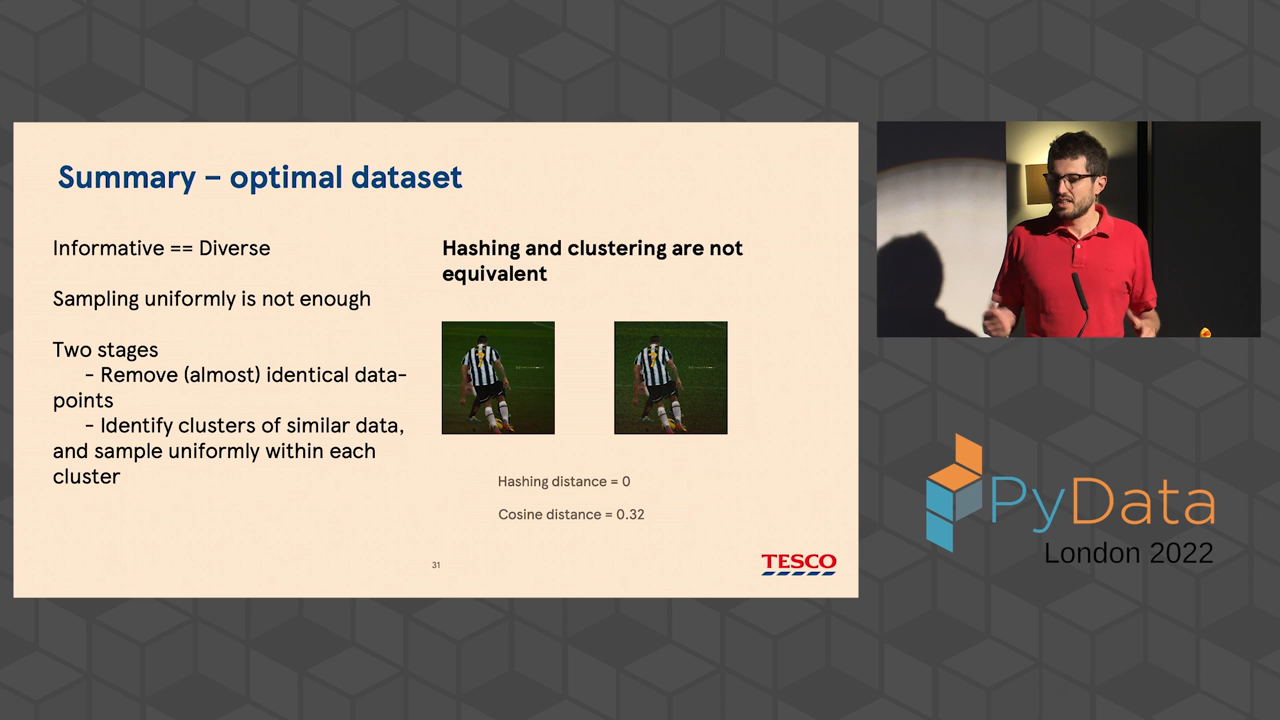 Summary – optimal dataset
Informative == Diverse
Sampling uniformly is not enough
Two stages
- Remove (almost) identical data-
points
- Identify clusters of similar data,
and sample uniformly within each
cluster
Hashing and clustering are not
equivalent
Hashing distance = 0
Cosine distance = 0.32
31
TESCO
PyData
London 2022